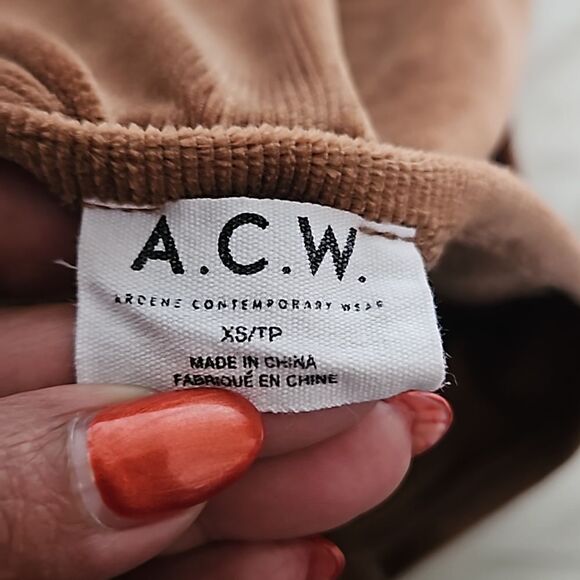 A.C.W.
ARDENE CONTEMPORARY WEAR
XS/TP
MADE IN CHINA
FABRIQUÉ EN CHINE